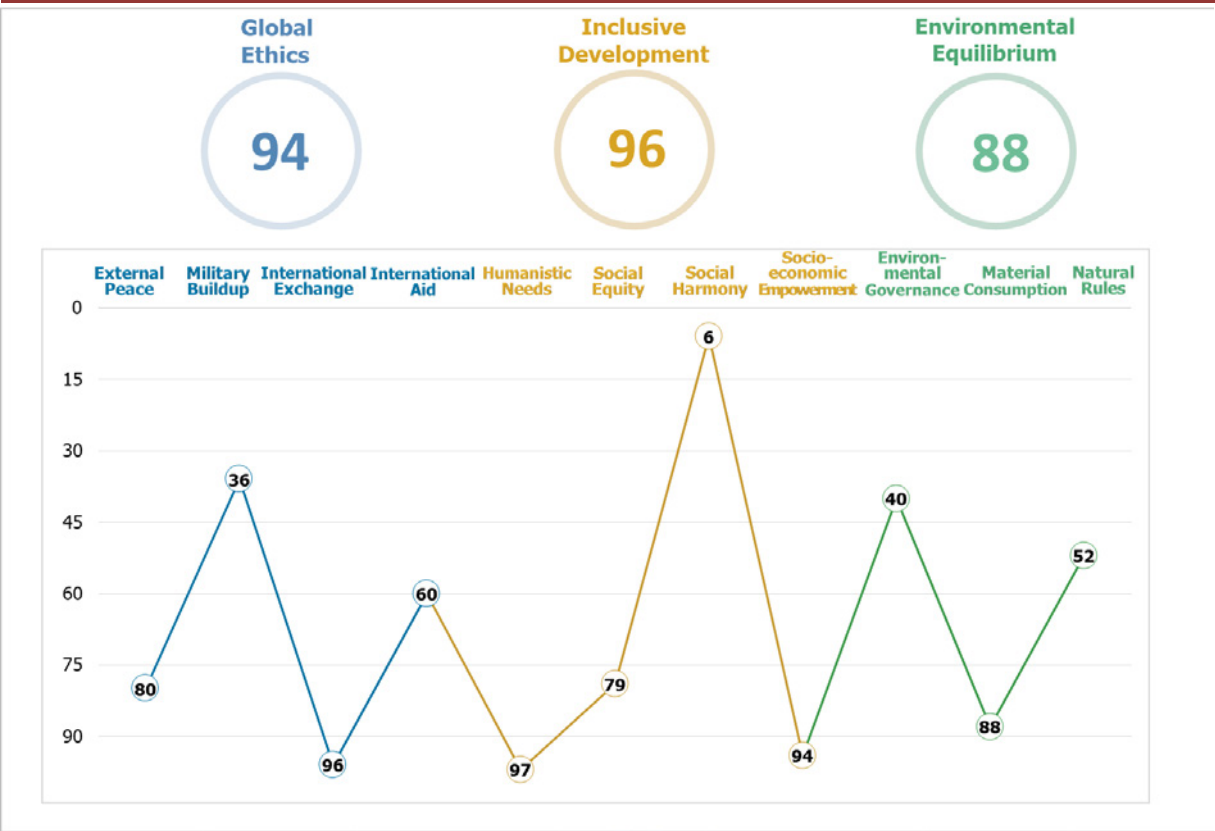 Global
Ethics
Inclusive
Development
Environmental
Equilibrium
94
96
88
External
Peace
Military
Buildup
International
Exchange
International
Aid
Humanistic
Needs
Social
Equity
Social
Harmony
Socio-
economic
Empowerment
Environ-
mental
Governance
Material
Consumption
Natural
Rules
0
15
30
45
60
75
90
80
36
96
60
97
79
6
94
40
88
52